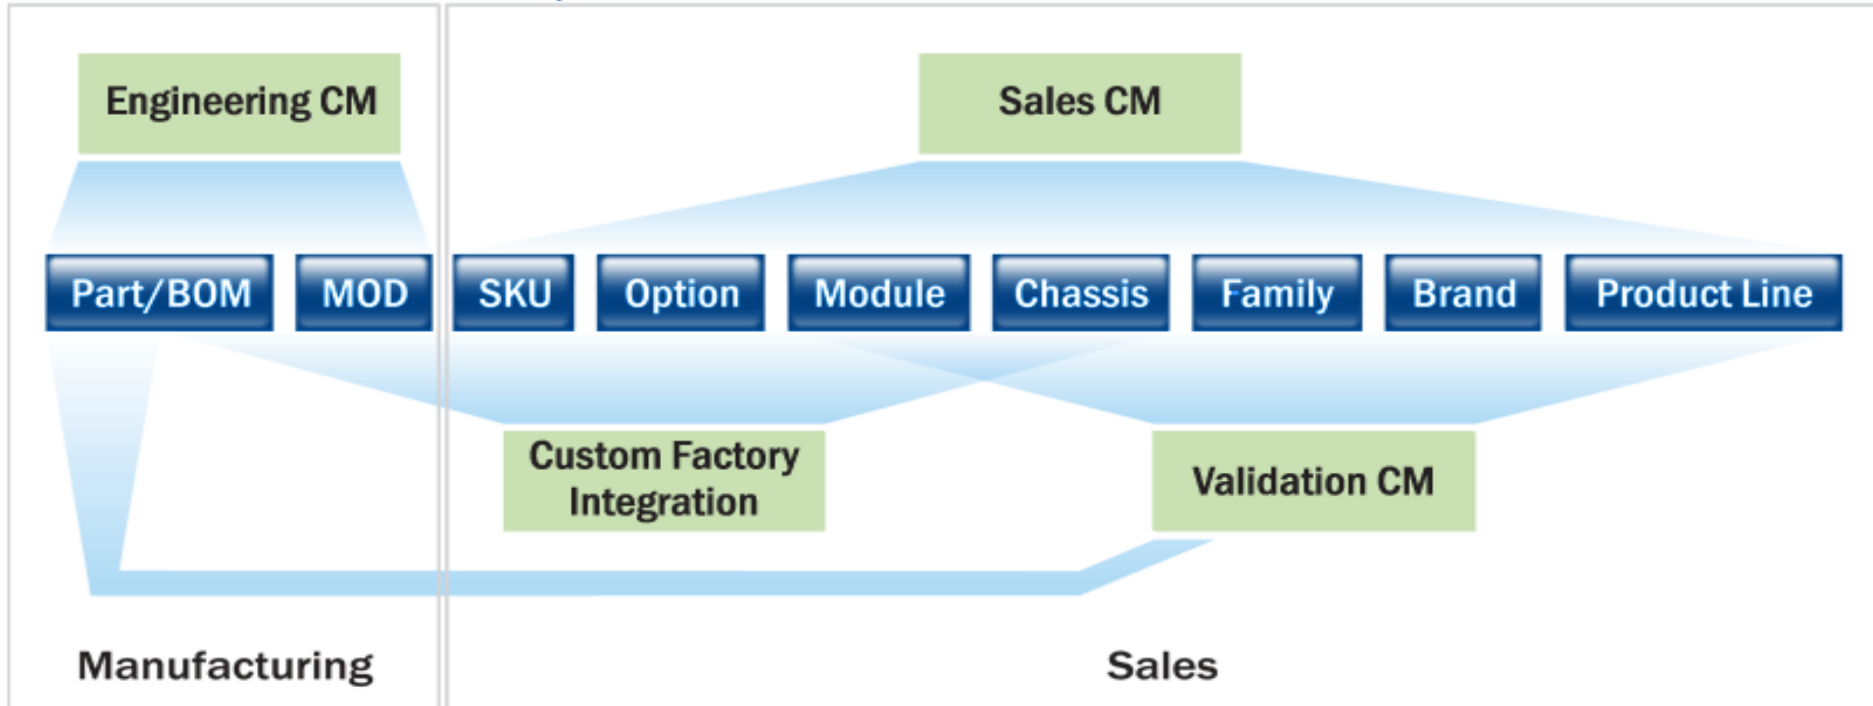 Engineering CM
Sales CM
Part/BOM
MOD
SKU
Option
Module
Chassis
Family
Brand
Product Line
Custom Factory
Integration
Validation CM
Manufacturing
Sales